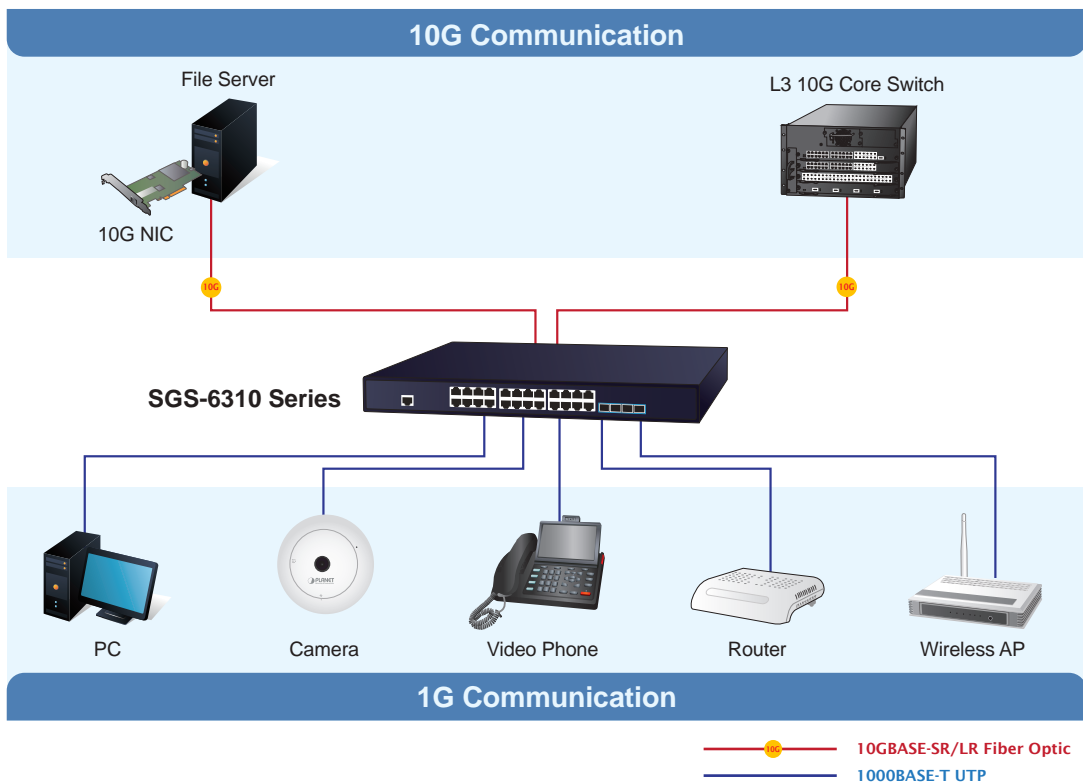 10G Communication
File Server
L3 10G Core Switch
10G NIC
10G
10G
SGS-6310 Series
PLANET
PC
Camera
Video Phone
Router
Wireless AP
1G Communication
10G
10GBASE-SR/LR Fiber Optic
1000BASE-T UTP